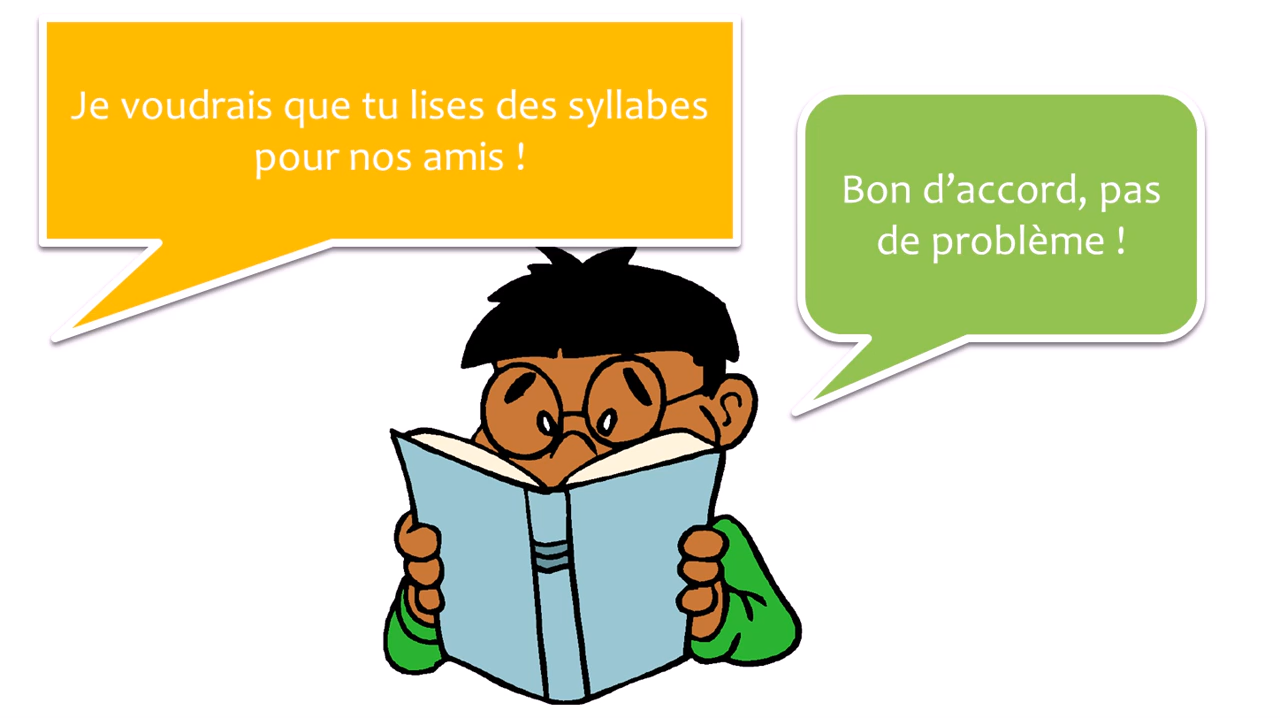 Je voudrais que tu lises des syllabes
pour nos amis !
Bon d’accord, pas
de problème !